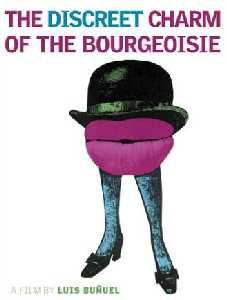 THE DISCREET CHARM
OF THE BOURGEOISIE
A FILM BY LUIS BUÑUEL